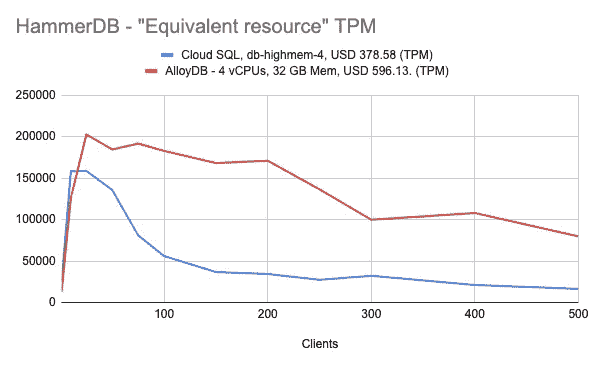 HammerDB - "Equivalent resource" TPM
Cloud SQL, db-highmem-4, USD 378.58 (TPM)
AlloyDB - 4 vCPUs, 32 GB Mem, USD 596.13. (TPM)
250000
200000
150000
100000
50000
0
100
200
300
400
500
Clients